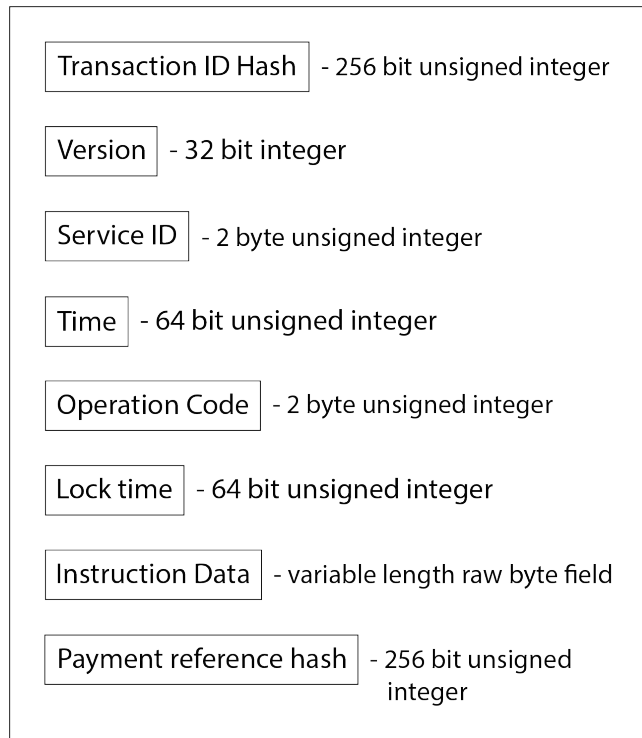 Transaction ID Hash - 256 bit unsigned integer
Version - 32 bit integer
Service ID - 2 byte unsigned integer
Time - 64 bit unsigned integer
Operation Code - 2 byte unsigned integer
Lock time - 64 bit unsigned integer
Instruction Data - variable length raw byte field
Payment reference hash - 256 bit unsigned
integer